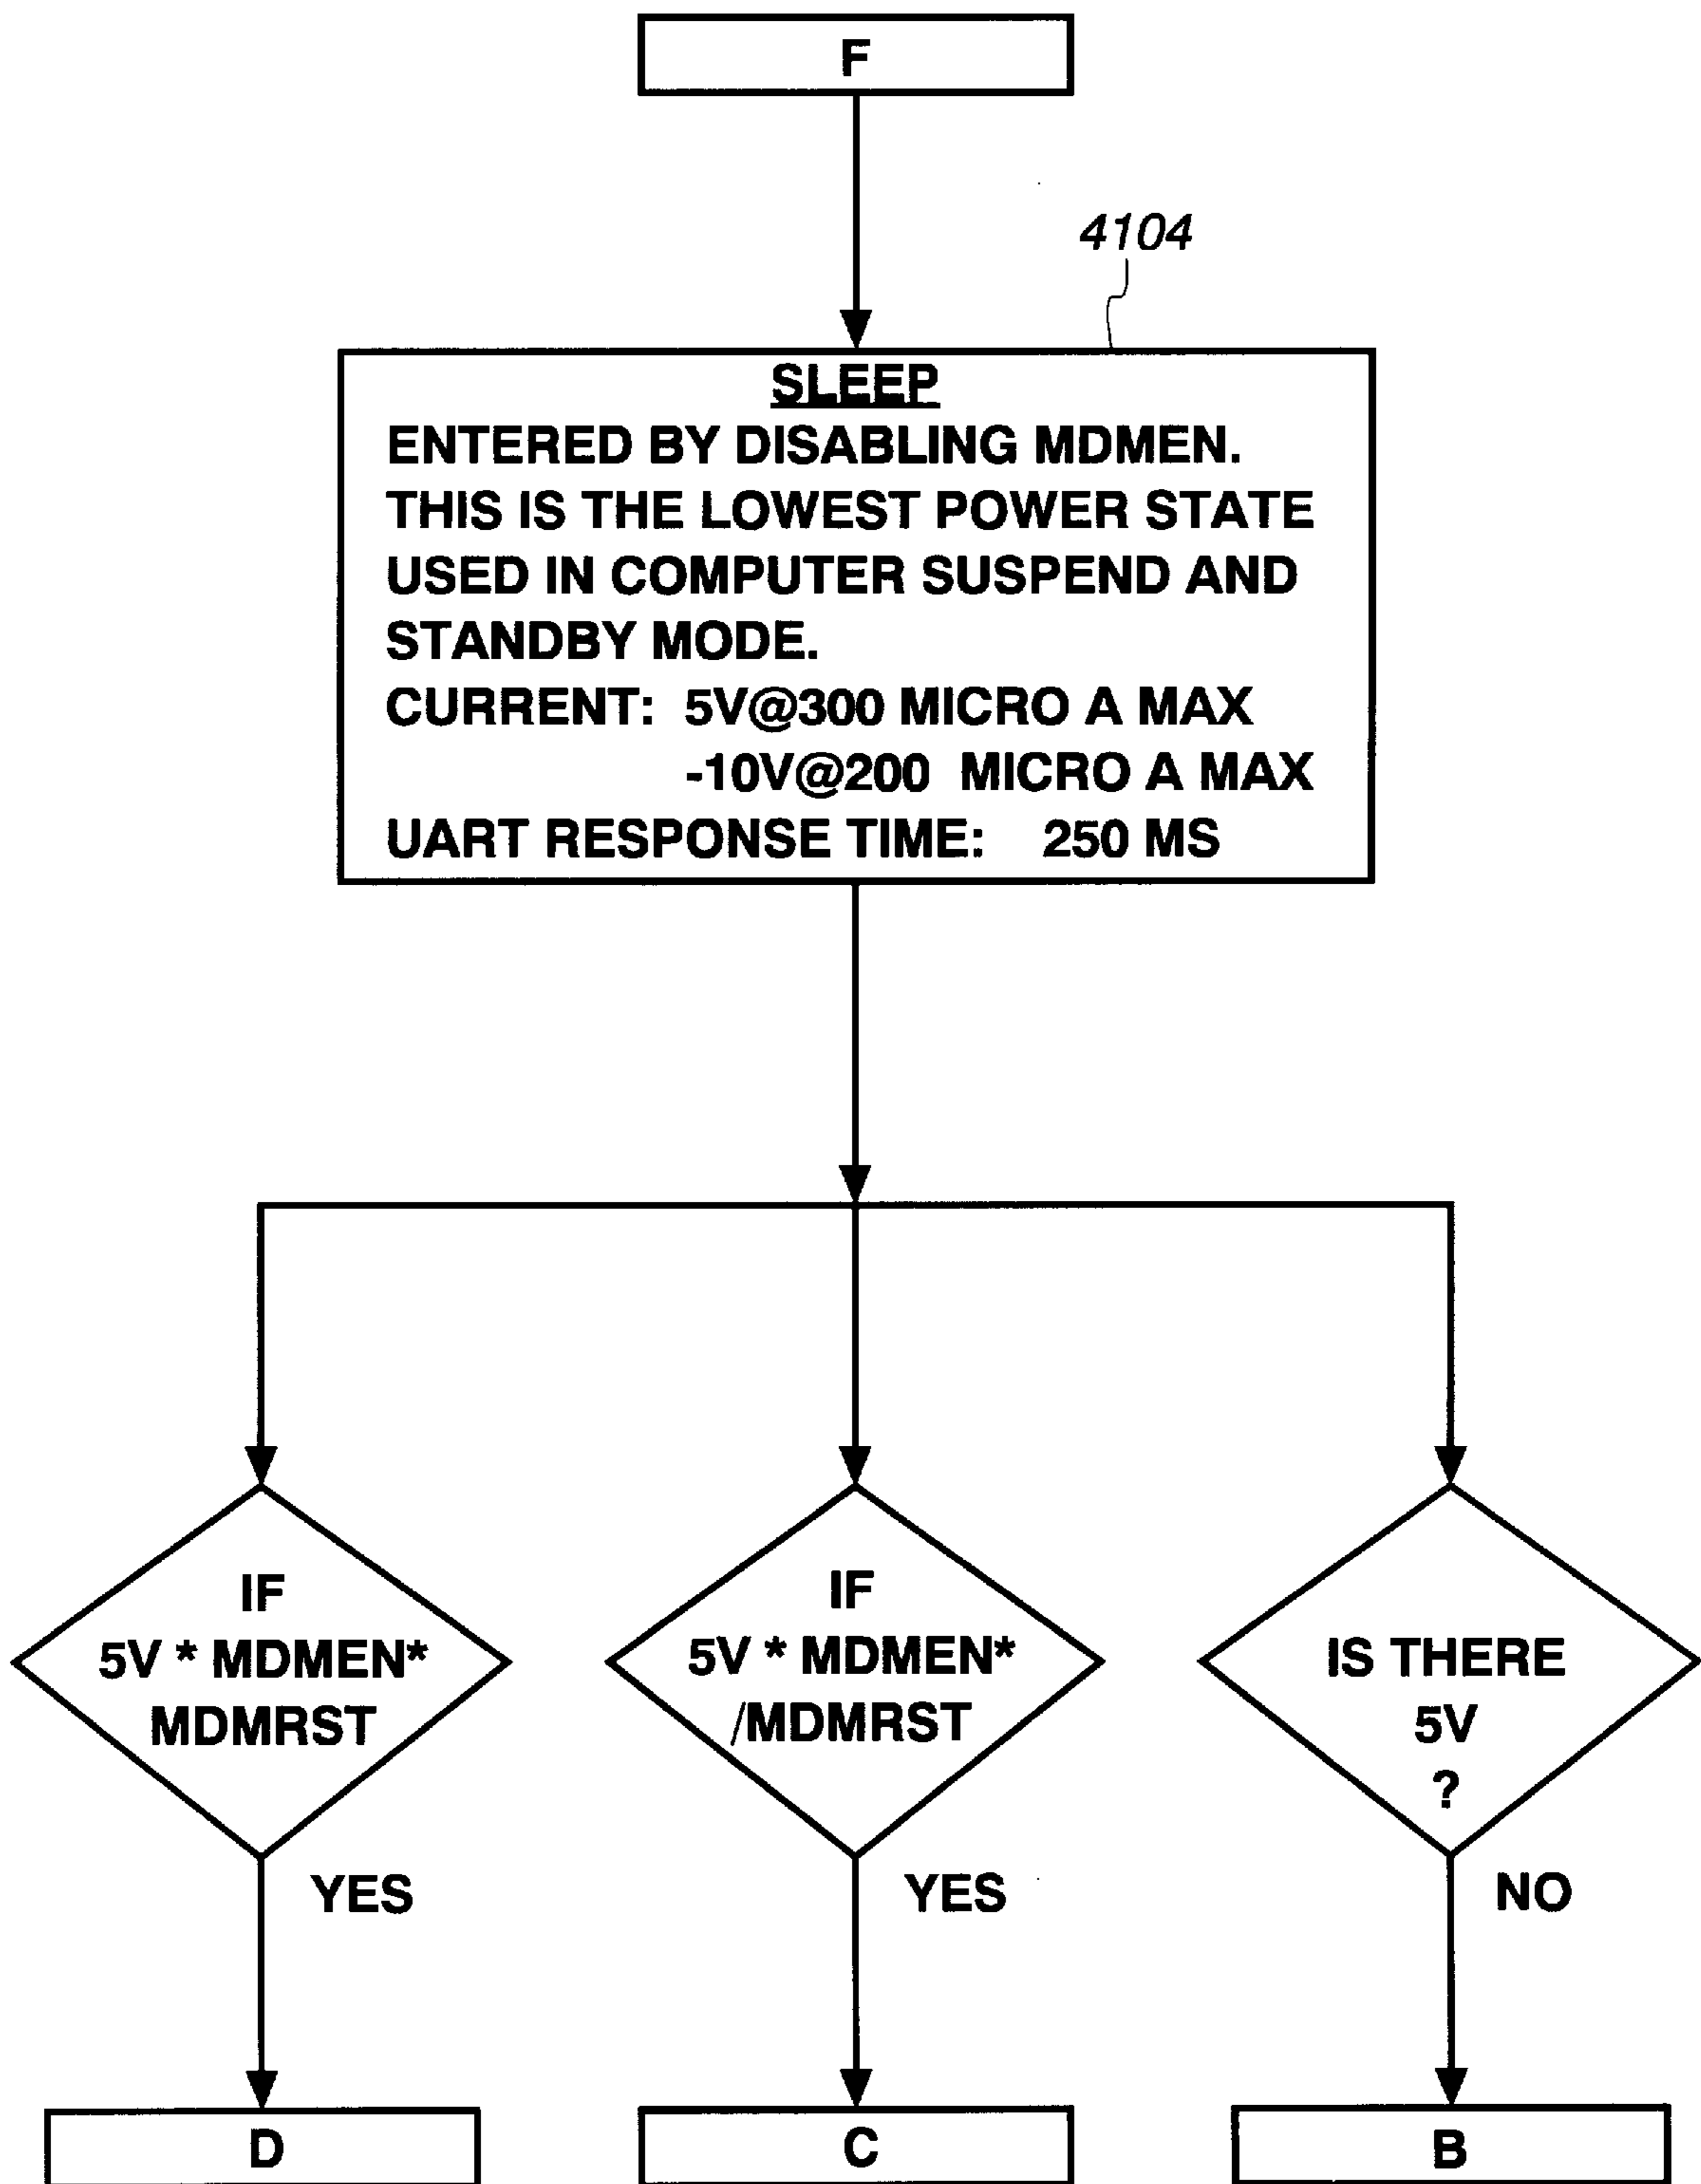 F
4104
SLEEP
ENTERED BY DISABLING MDMEN.
THIS IS THE LOWEST POWER STATE
USED IN COMPUTER SUSPEND AND
STANDBY MODE.
CURRENT: 5V@300 MICRO A MAX
-10V@200 MICRO A MAX
UART RESPONSE TIME: 250 MS
IF
5V * MDMEN*
MDMRST
YES
D
IF
5V * MDMEN*
/MDMRST
YES
C
IS THERE
5V
?
NO
B